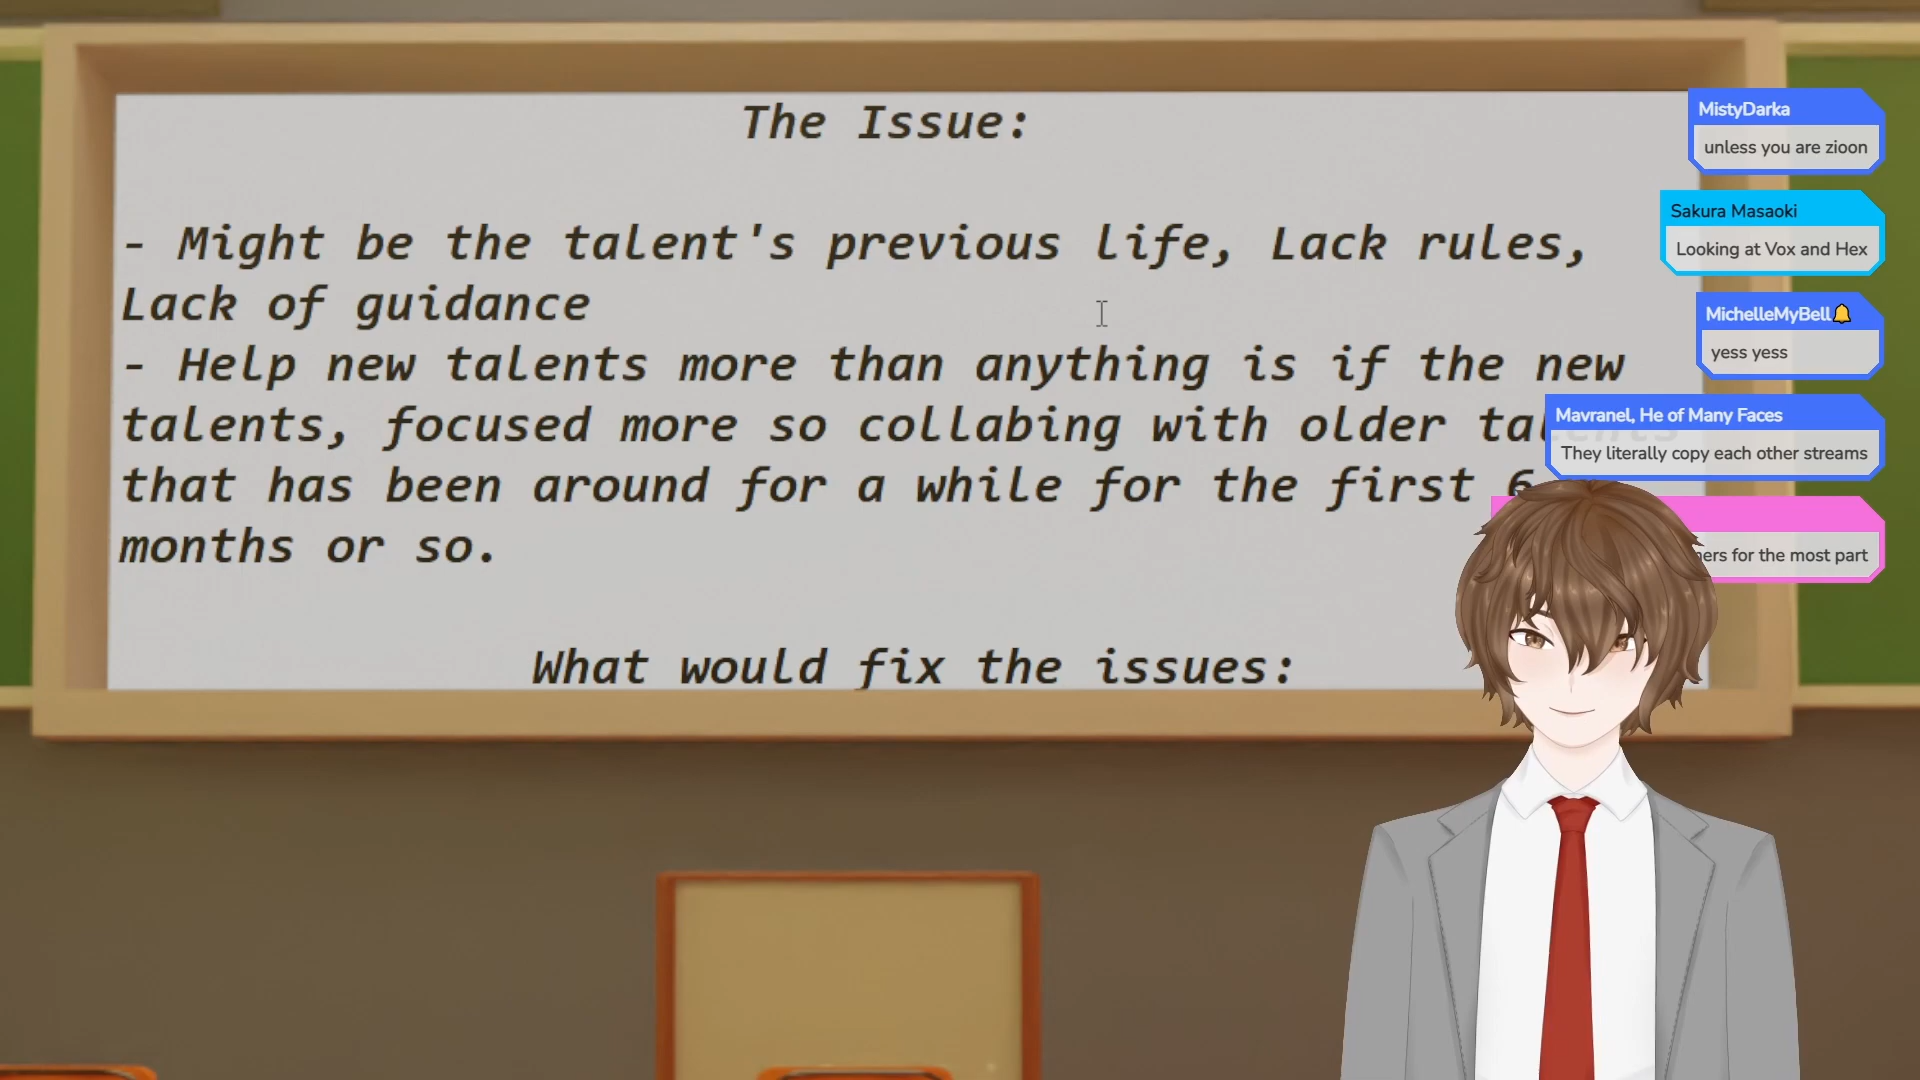 The Issue:
- Might be the talent's previous life, Lack rules,
Lack of guidance
- Help new talents more than anything is if the new
talents, focused more so collabing with older talents
that has been around for a while for the first 6
months or so.
What would fix the issues:
MistyDarka
unless you are zioon
Sakura Masaoki
Looking at Vox and Hex
MichelleMyBell🔔
yess yess
Mavranel, He of Many Faces
They literally copy each other streams
for the most part